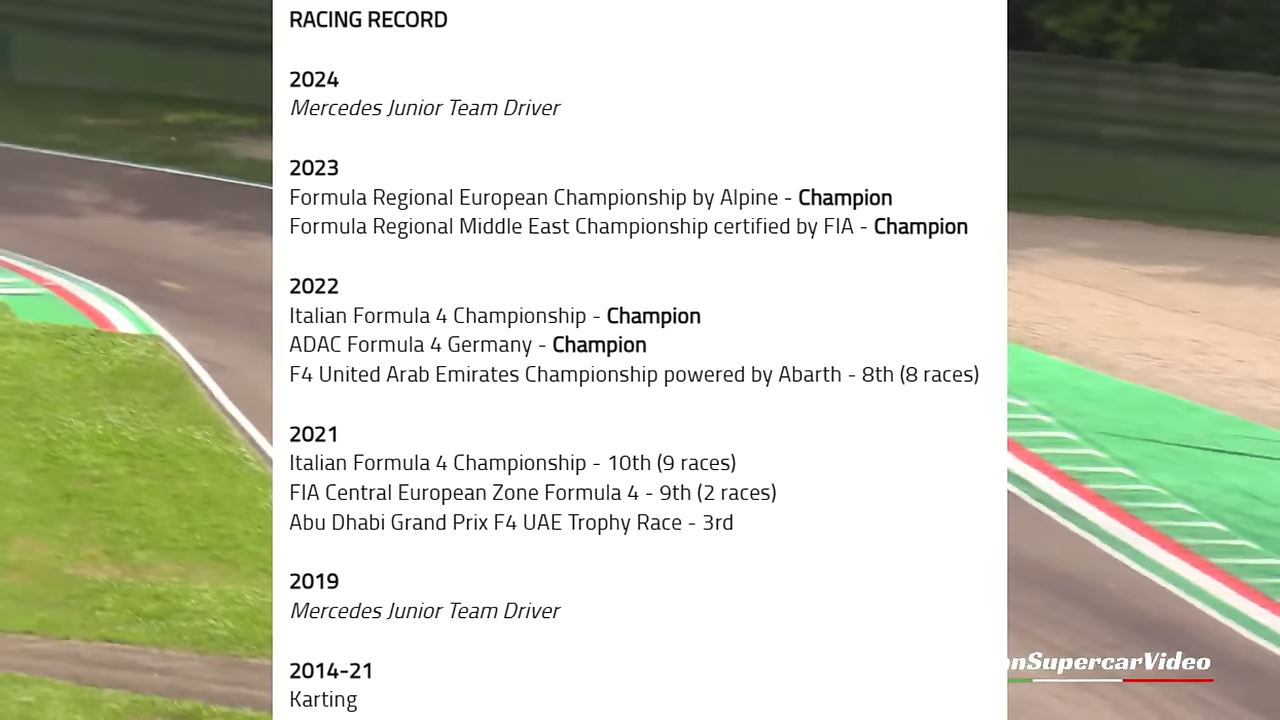 RACING RECORD
2024
Mercedes Junior Team Driver
2023
Formula Regional European Championship by Alpine - Champion
Formula Regional Middle East Championship certified by FIA - Champion
2022
Italian Formula 4 Championship - Champion
ADAC Formula 4 Germany - Champion
F4 United Arab Emirates Championship powered by Abarth - 8th (8 races)
2021
Italian Formula 4 Championship - 10th (9 races)
FIA Central European Zone Formula 4 - 9th (2 races)
Abu Dhabi Grand Prix F4 UAE Trophy Race - 3rd
2019
Mercedes Junior Team Driver
2014-21
Karting
nSupercarVideo